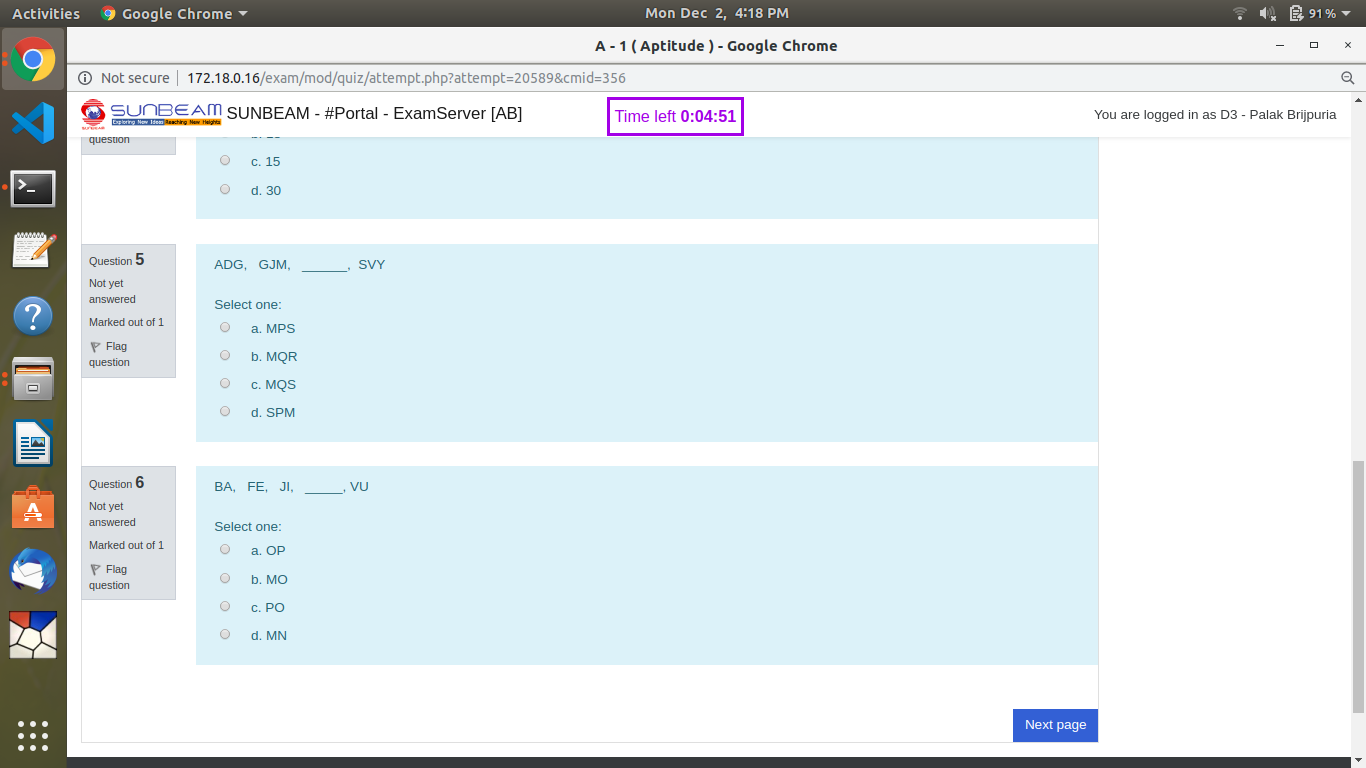 Activities Google Chrome Mon Dec 2, 4:18 PM 91%
A - 1 ( Aptitude ) - Google Chrome
Not secure 172.18.0.16/exam/mod/quiz/attempt.php?attempt=20589&cmid=356
SUNBEAM SUNBEAM - #Portal - ExamServer [AB] Time left 0:04:51 You are logged in as D3 - Palak Brijpuria
Exploring New Ideas Reaching New Heights
question
c. 15
d. 30
Question 5
Not yet
answered
Marked out of 1
Flag
question
ADG, GJM, ______, SVY
Select one:
a. MPS
b. MQR
c. MQS
d. SPM
Question 6
Not yet
answered
Marked out of 1
Flag
question
BA, FE, JI, _____, VU
Select one:
a. OP
b. MO
c. PO
d. MN
Next page